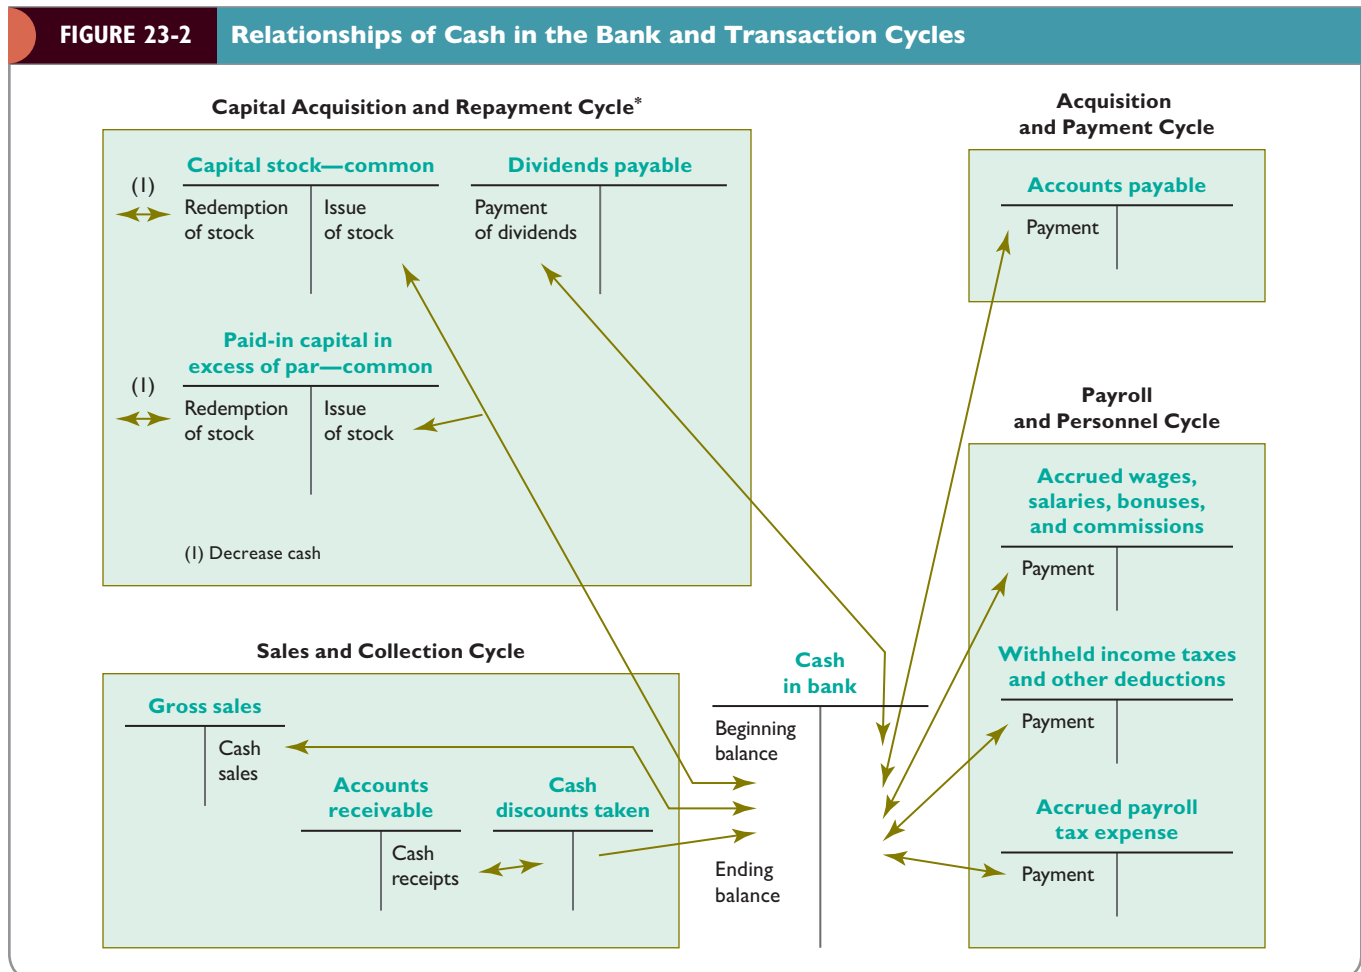 FIGURE 23-2 Relationships of Cash in the Bank and Transaction Cycles
Capital Acquisition and Repayment Cycle*
Capital stock—common
(1)
Redemption
of stock
Issue
of stock
Dividends payable
Payment
of dividends
Paid-in capital in
excess of par—common
(1)
Redemption
of stock
Issue
of stock
(1) Decrease cash
Acquisition
and Payment Cycle
Accounts payable
Payment
Payroll
and Personnel Cycle
Accrued wages,
salaries, bonuses,
and commissions
Payment
Withheld income taxes
and other deductions
Payment
Accrued payroll
tax expense
Payment
Sales and Collection Cycle
Gross sales
Cash
sales
Accounts
receivable
Cash
receipts
Cash
discounts taken
Cash
in bank
Beginning
balance
Ending
balance